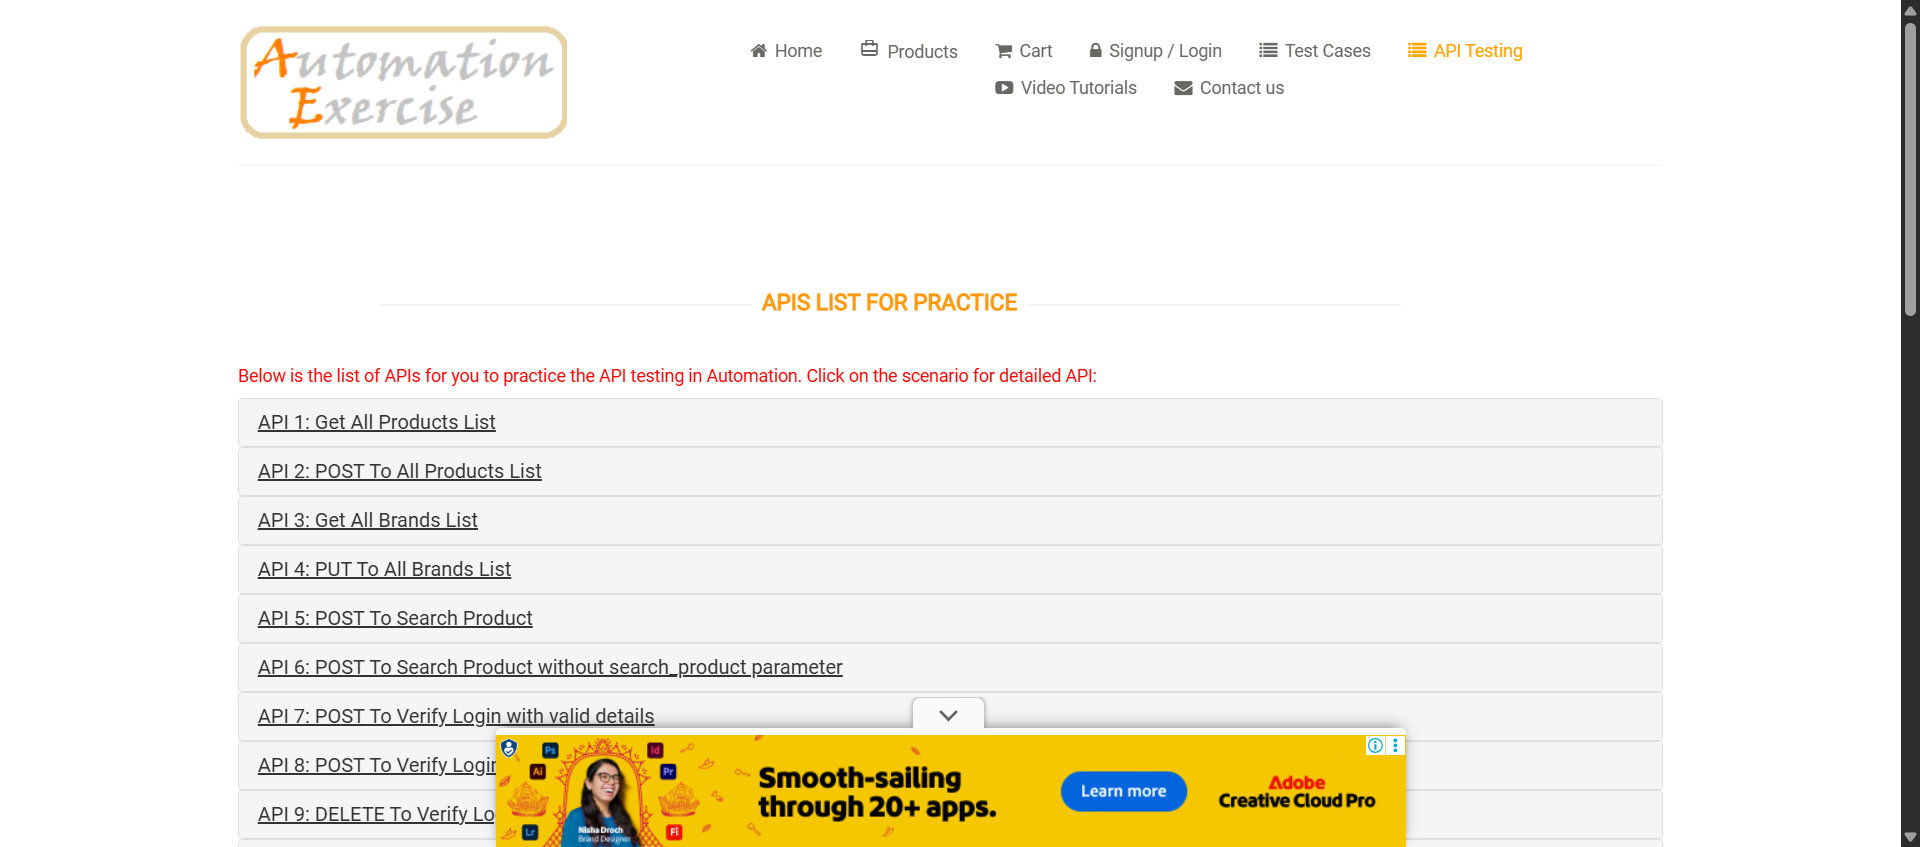 Automation
Exercise
Home
Products
Cart
Signup / Login
Test Cases
API Testing
Video Tutorials
Contact us
APIS LIST FOR PRACTICE
Below is the list of APIs for you to practice the API testing in Automation. Click on the scenario for detailed API:
API 1: Get All Products List
API 2: POST To All Products List
API 3: Get All Brands List
API 4: PUT To All Brands List
API 5: POST To Search Product
API 6: POST To Search Product without search_product parameter
API 7: POST To Verify Login with valid details
API 8: POST To Verify Login
API 9: DELETE To Verify Lo
Ps
Id
Ai
Pr
Lr
Fi
Nisha Droch
Brand Designer
Smooth-sailing
through 20+ apps.
Learn more
Adobe
Creative Cloud Pro